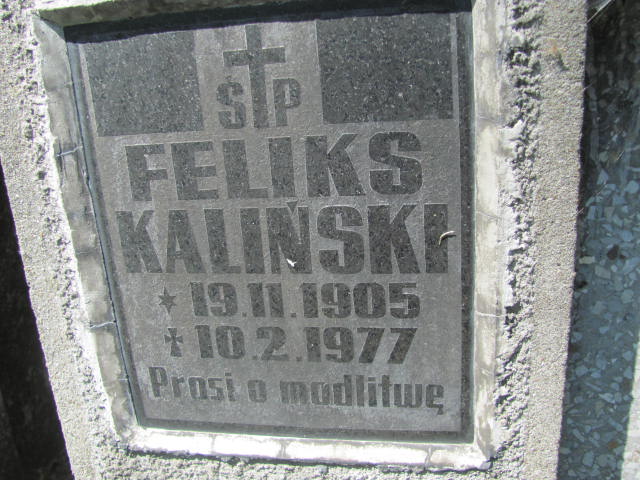 ŚP
FELIKS
KALIŃSKI
* 19.11.1905
✝ 10.2.1977
Prosi o modlitwę